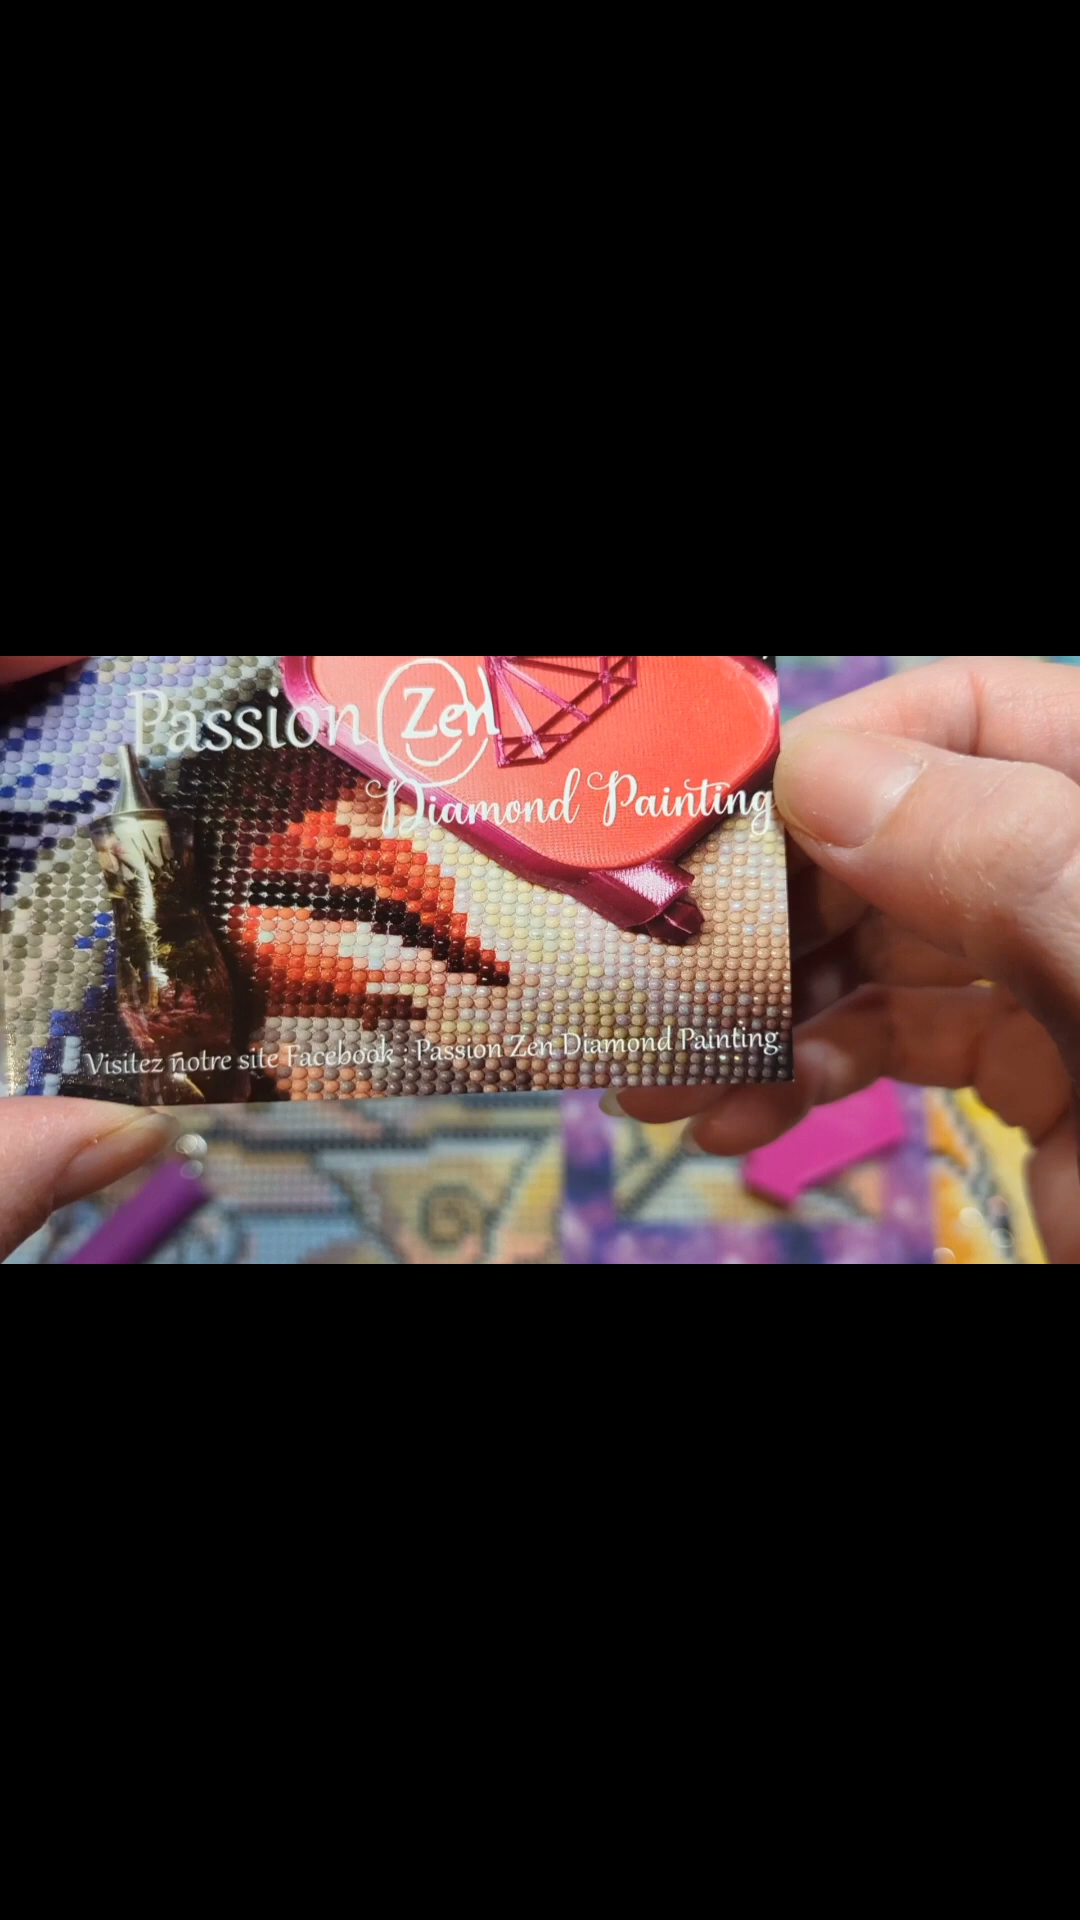 Passion Zen
Diamond Painting
Visitez notre site Facebook : Passion Zen Diamond Painting